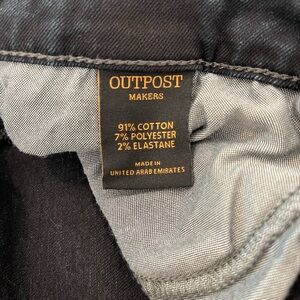 OUTPOST
MAKERS
91% COTTON
7% POLYESTER
2% ELASTANE
MADE IN
UNITED ARAB EMIRATES